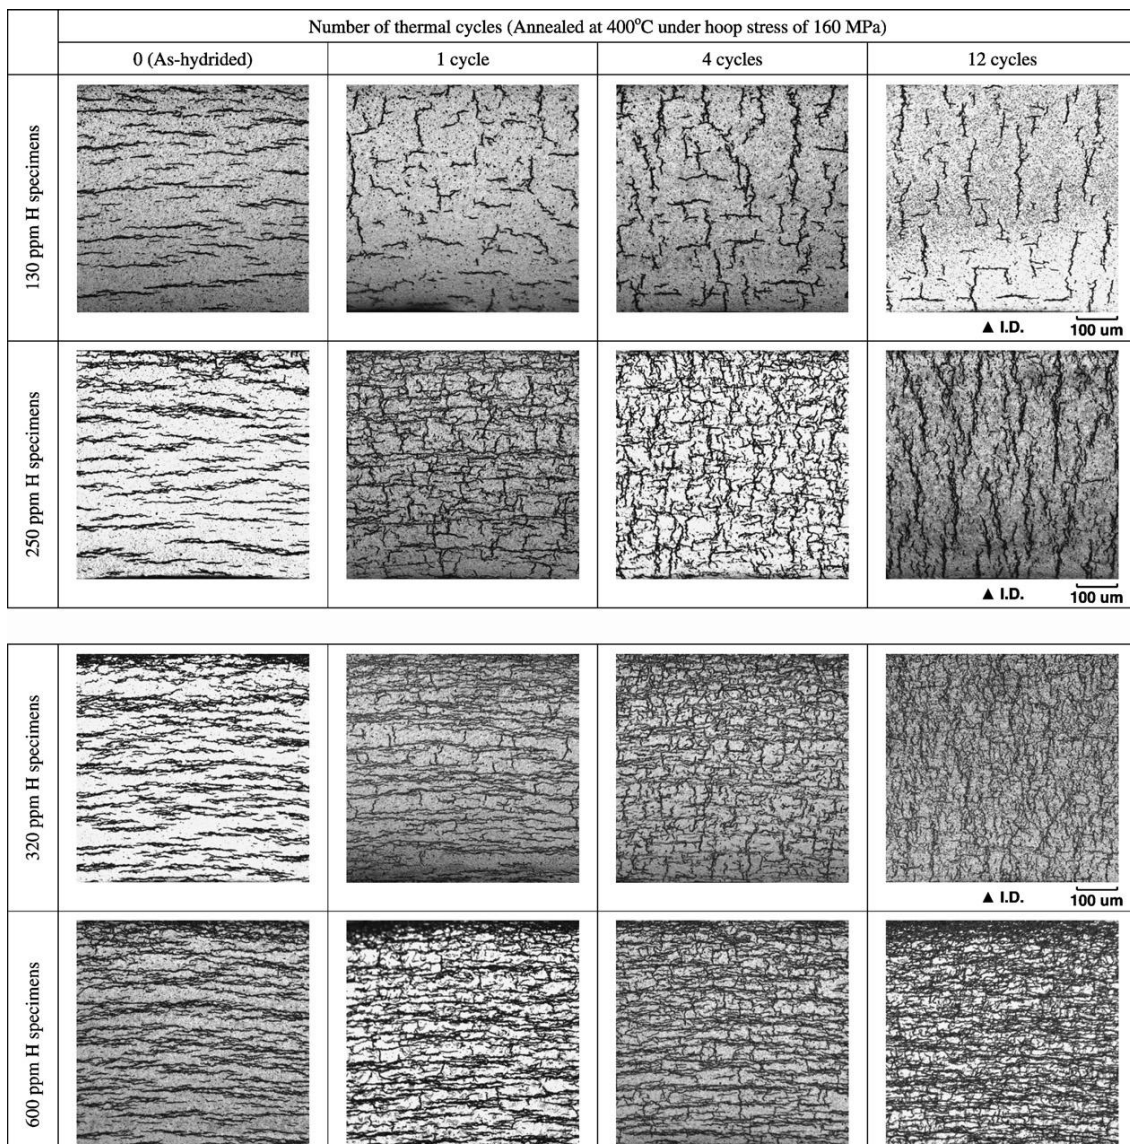 Number of thermal cycles (Annealed at 400°C under hoop stress of 160 MPa)
0 (As-hydrided) 1 cycle 4 cycles 12 cycles
130 ppm H specimens
▲ I.D. 100 um
250 ppm H specimens
▲ I.D. 100 um
320 ppm H specimens
▲ I.D. 100 um
600 ppm H specimens